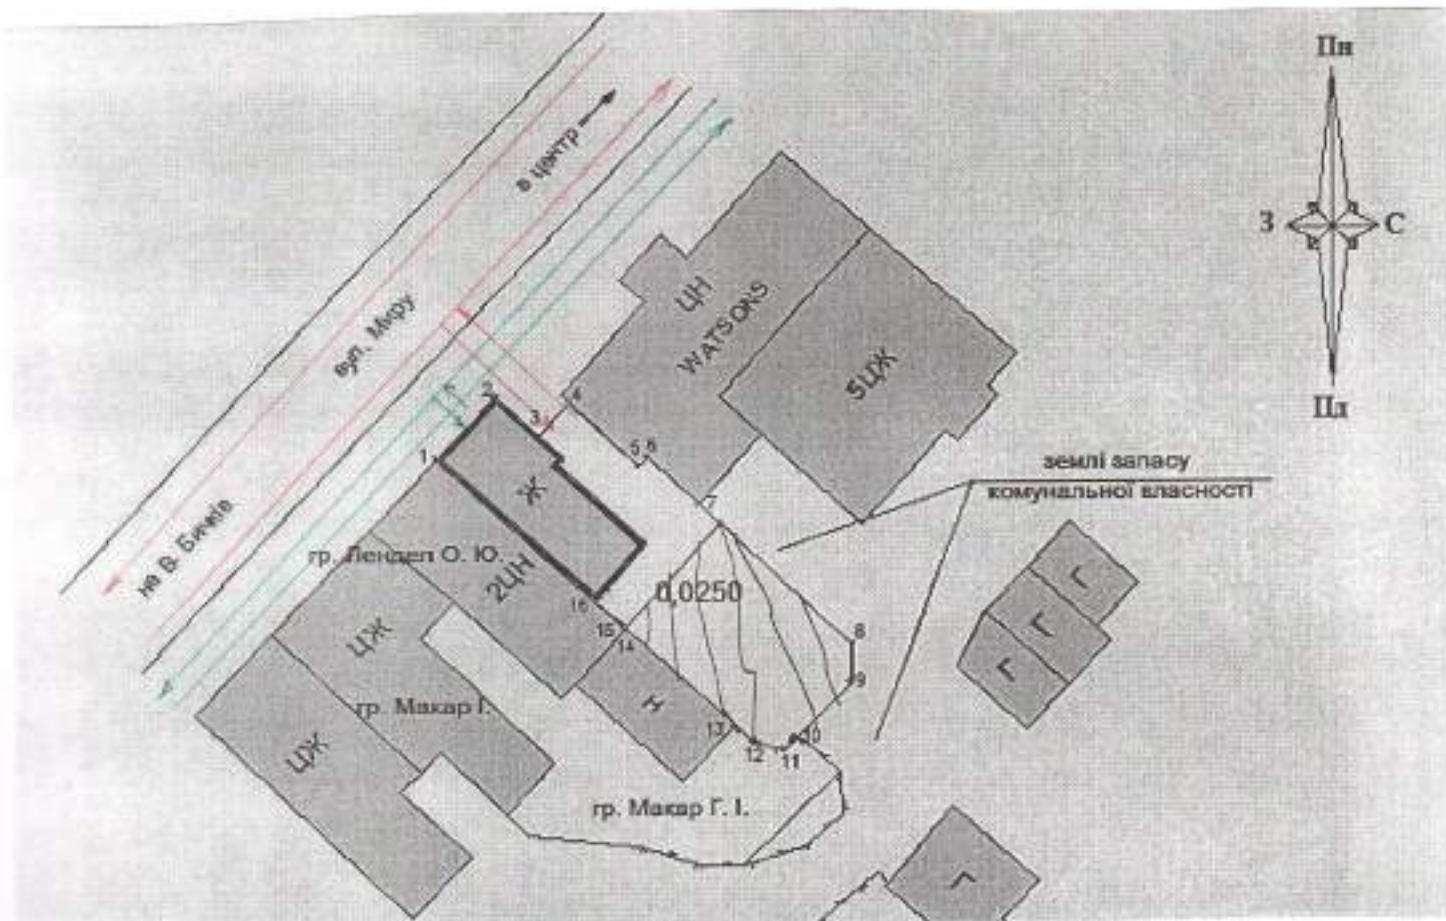 Пн
З
С
Пд
в центр
вул. Миру
на В. Бичків
ЦН
WATSONS
5ЦЖ
2
3
4
5
6
1
7
Ж
землі запасу
комунальної власності
гр. Лендел О. Ю.
2ЦН
0,0250
16
15
14
8
9
ЦЖ
гр. Макар І.
Н
13
12
10
11
ЦЖ
гр. Макар Г. І.
Г
Г
Г
Г